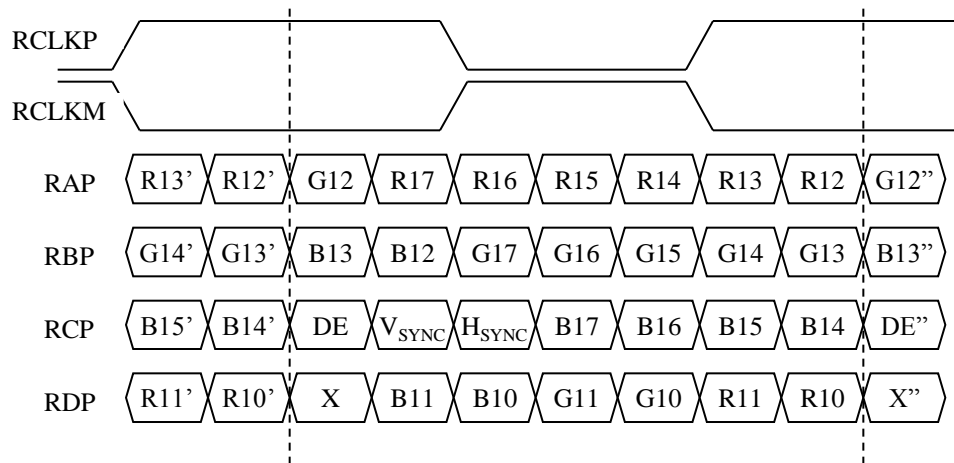 RCLKP
RCLKM
RAP R13’ R12’ G12 R17 R16 R15 R14 R13 R12 G12”
RBP G14’ G13’ B13 B12 G17 G16 G15 G14 G13 B13”
RCP B15’ B14’ DE VSYNC HSYNC B17 B16 B15 B14 DE”
RDP R11’ R10’ X B11 B10 G11 G10 R11 R10 X”